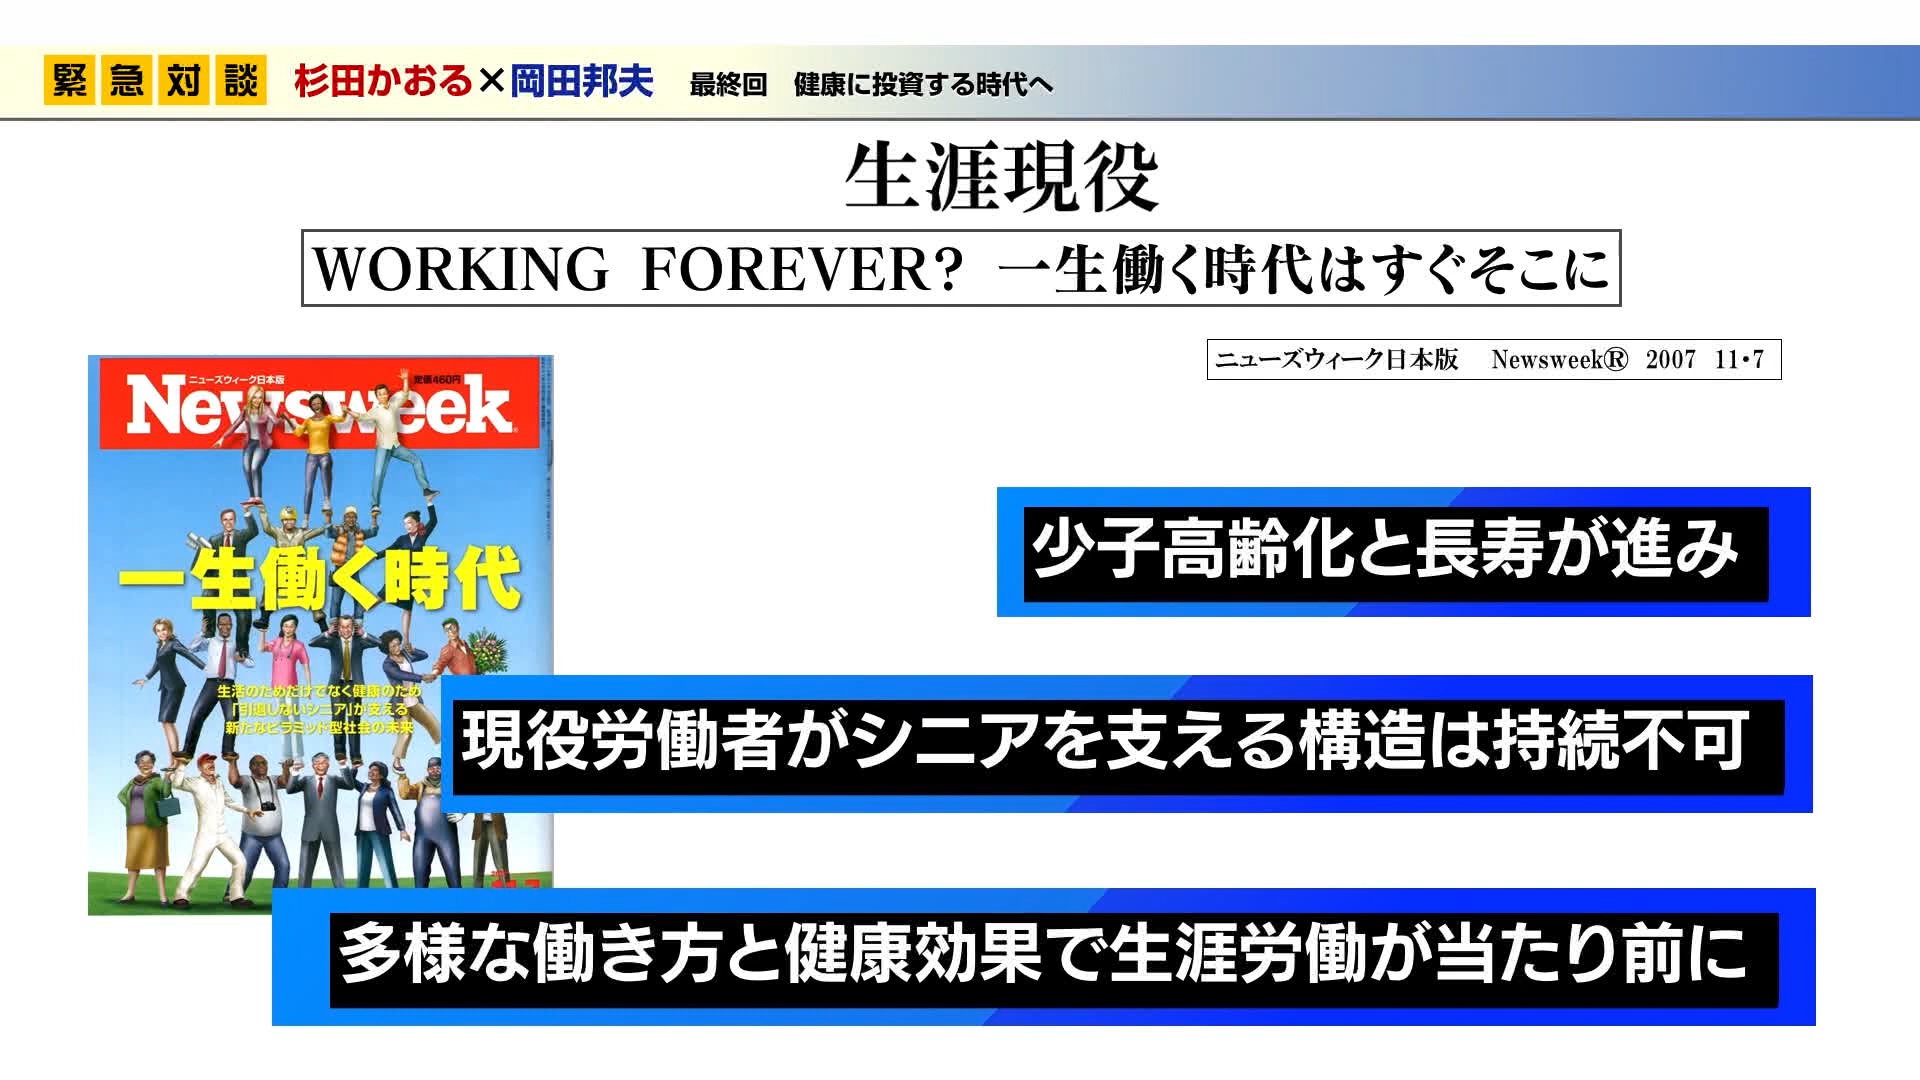 緊急対談 杉田かおる×岡田邦夫 最終回 健康に投資する時代へ
生涯現役
WORKING FOREVER? 一生働く時代はすぐそこに
ニューズウィーク日本版 Newsweek® 2007 11・7
ニューズウィーク日本版
定価460円
Newsweek
一生働く時代
生活のためだけでなく健康のため
「引退しないシニア」が支える
新たなピラミッド型社会の未来
少子高齢化と長寿が進み
現役労働者がシニアを支える構造は持続不可
多様な働き方と健康効果で生涯労働が当たり前に